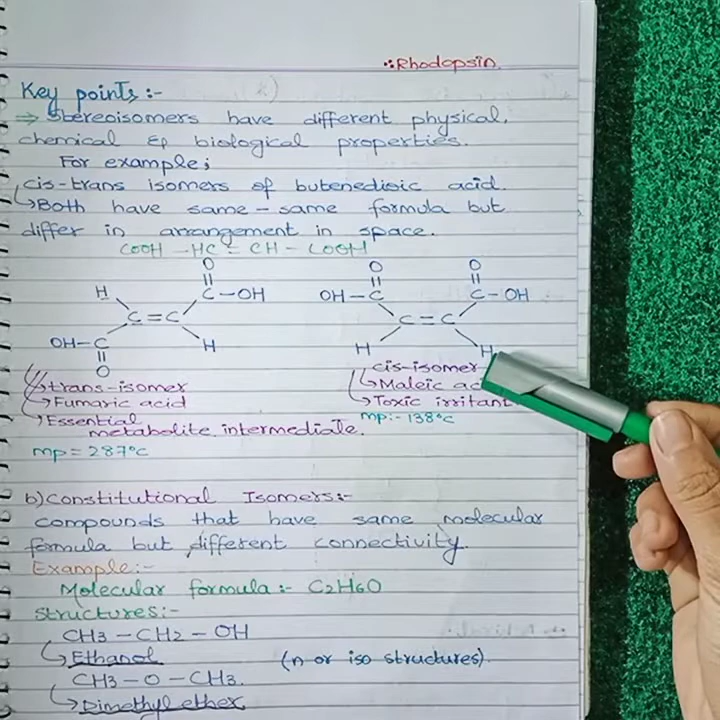 ∴Rhodopsin.
Key points:-
⇒ Stereoisomers have different physical,
chemical & biological properties.
For example;
cis-trans isomers of butenedioic acid.
↳Both have same-same formula but
differ in arrangement in space.
COOH - HC = CH - COOH
O O O
H C-OH OH-C C-OH
C=C C=C
OH-C H H H
O
trans-isomer
↳Fumaric acid
↳Essential
metabolite intermediate.
mp = 287°c
cis-isomer
↳Maleic
↳Toxic irritant
mp:- 138°c
b) Constitutional Isomers:-
compounds that have same molecular
formula but different connectivity.
Example:-
Molecular formula:- C2H6O
Structures:-
CH3 - CH2 - OH
↳Ethanol (n or iso structures).
CH3 - O - CH3.
↳Dimethyl ether